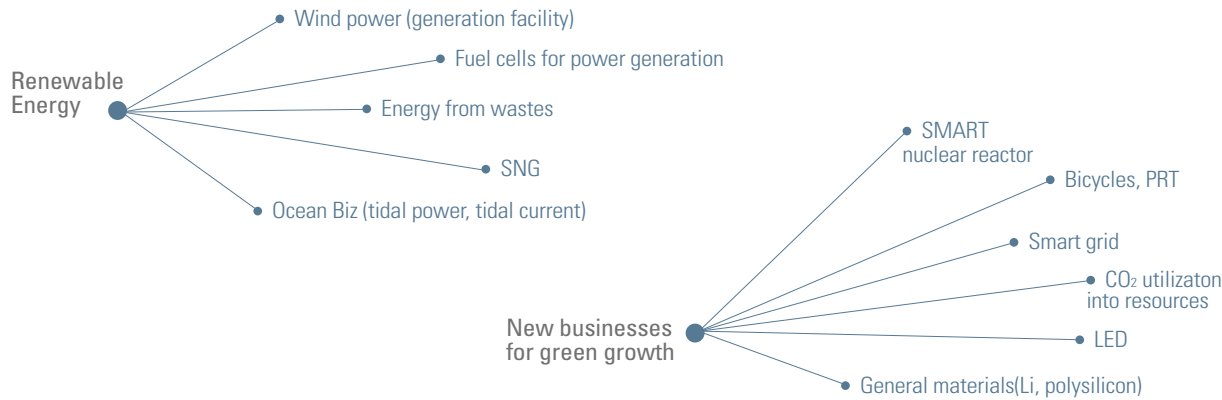 Wind power (generation facility)
Fuel cells for power generation
Renewable
Energy
Energy from wastes
SNG
Ocean Biz (tidal power, tidal current)
SMART
nuclear reactor
Bicycles, PRT
Smart grid
CO₂ utilizaton
into resources
New businesses
for green growth
LED
General materials(Li, polysilicon)